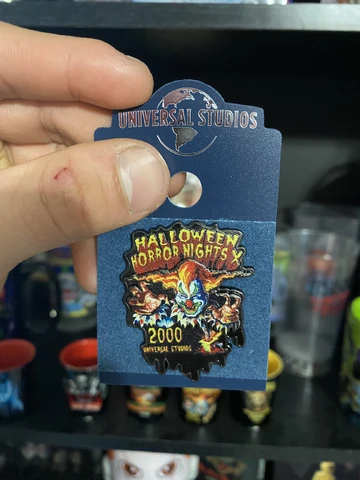 UNIVERSAL STUDIOS
HALLOWEEN
HORROR NIGHTS X
2000
UNIVERSAL STUDIOS